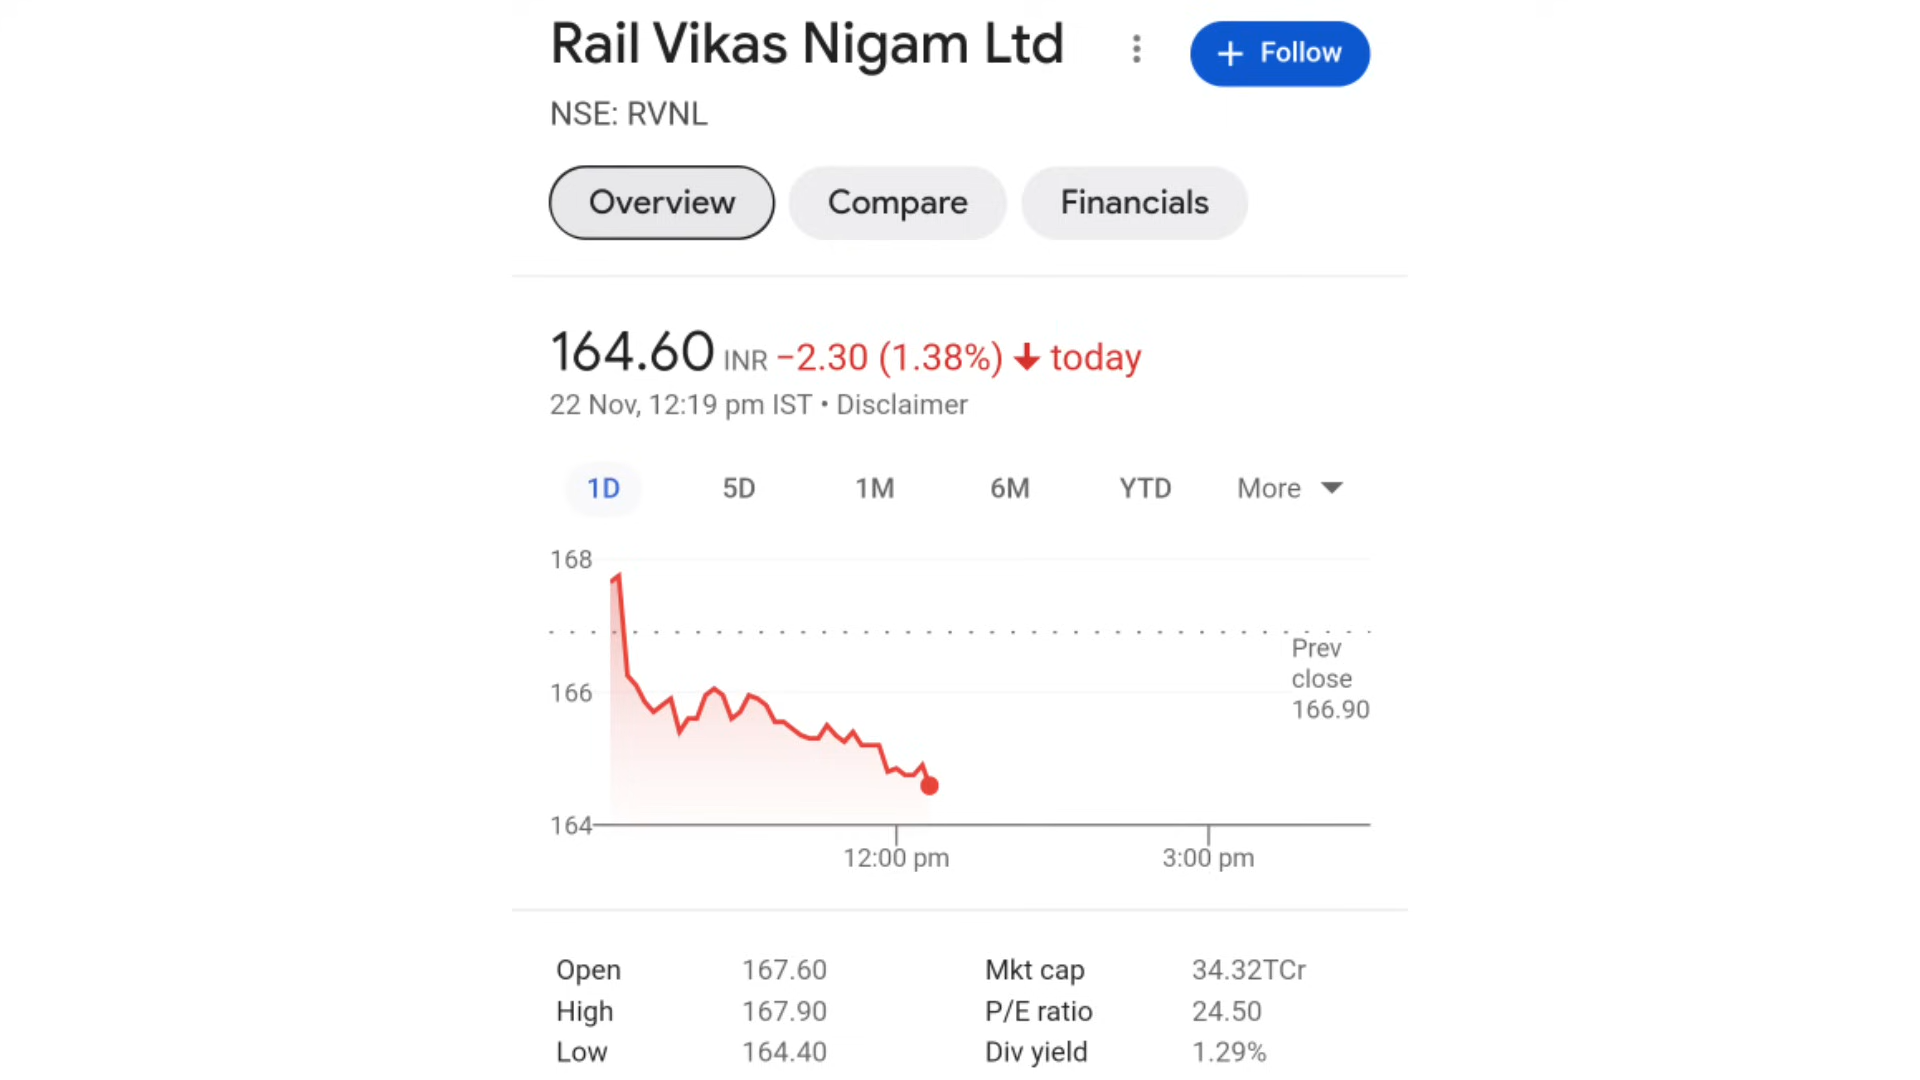 Rail Vikas Nigam Ltd
+ Follow
NSE: RVNL
Overview Compare Financials
164.60 INR −2.30 (1.38%) ↓ today
22 Nov, 12:19 pm IST • Disclaimer
1D 5D 1M 6M YTD More
168
166
164
Prev
close
166.90
12:00 pm 3:00 pm
Open 167.60 Mkt cap 34.32TCr
High 167.90 P/E ratio 24.50
Low 164.40 Div yield 1.29%